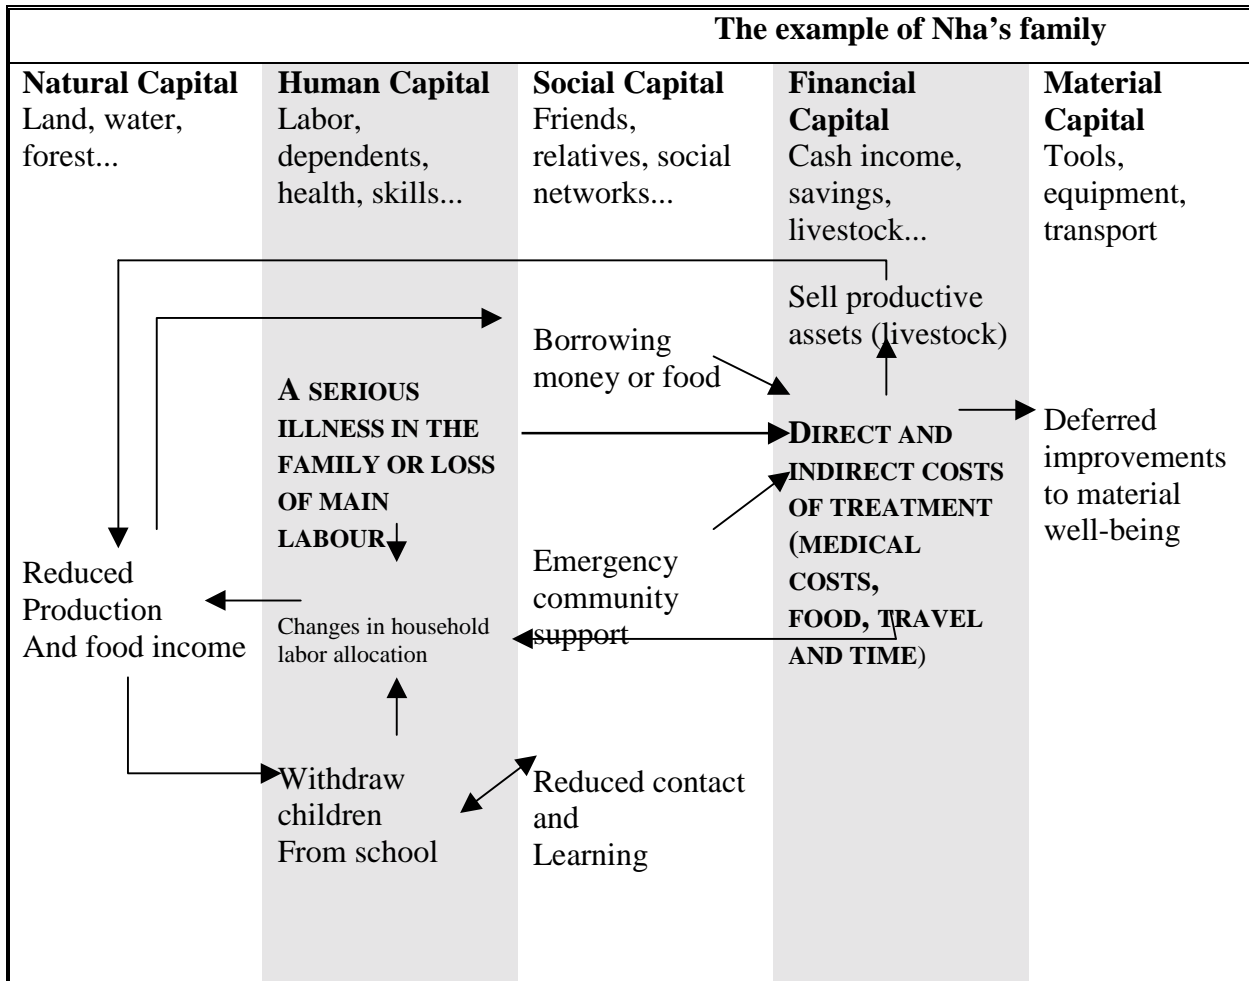 The example of Nha's family
Natural Capital
Land, water,
forest...
Human Capital
Labor,
dependents,
health, skills...
Social Capital
Friends,
relatives, social
networks...
Financial
Capital
Cash income,
savings,
livestock...
Material
Capital
Tools,
equipment,
transport
Sell productive
assets (livestock)
Borrowing
money or food
A SERIOUS
ILLNESS IN THE
FAMILY OR LOSS
OF MAIN
LABOUR
DIRECT AND
INDIRECT COSTS
OF TREATMENT
(MEDICAL
COSTS,
FOOD, TRAVEL
AND TIME)
Deferred
improvements
to material
well-being
Reduced
Production
And food income
Emergency
community
support
Changes in household
labor allocation
Withdraw
children
From school
Reduced contact
and
Learning